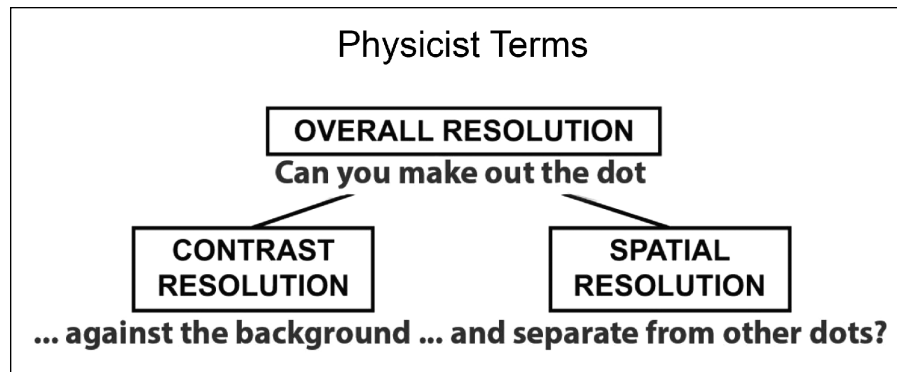 Physicist Terms
OVERALL RESOLUTION
Can you make out the dot
CONTRAST
RESOLUTION
SPATIAL
RESOLUTION
... against the background ... and separate from other dots?